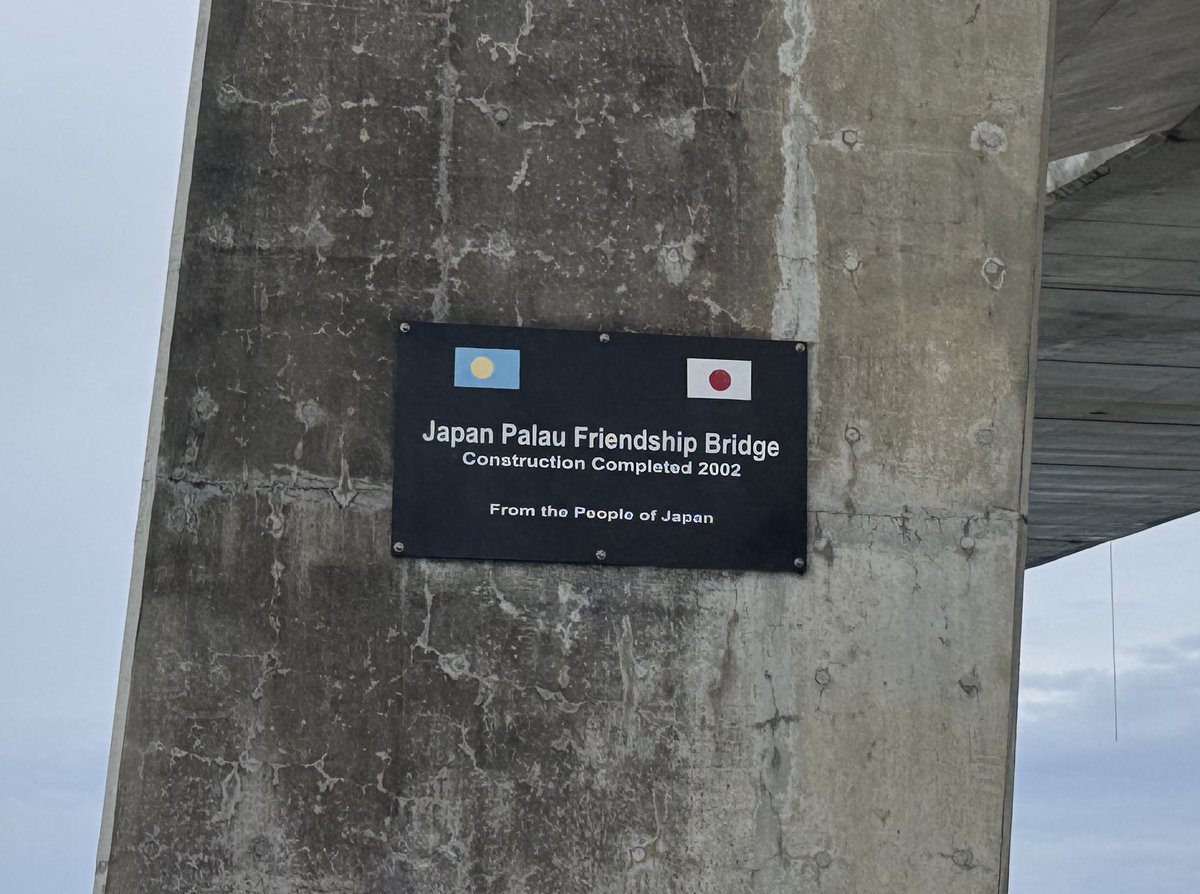 Japan Palau Friendship Bridge
Construction Completed 2002
From the People of Japan